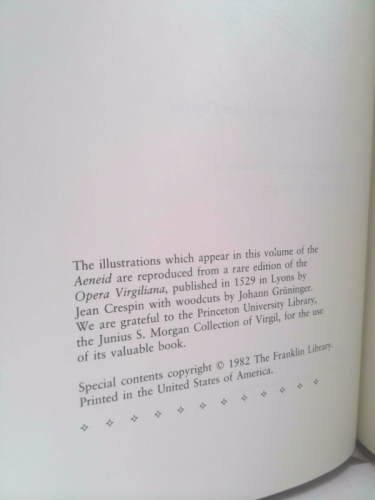 The illustrations which appear in this volume of the
Aeneid are reproduced from a rare edition of the
Opera Virgiliana, published in 1529 in Lyons by
Jean Crespin with woodcuts by Johann Grüninger.
We are grateful to the Princeton University Library,
the Junius S. Morgan Collection of Virgil, for the use
of its valuable book.
Special contents copyright © 1982 The Franklin Library.
Printed in the United States of America.